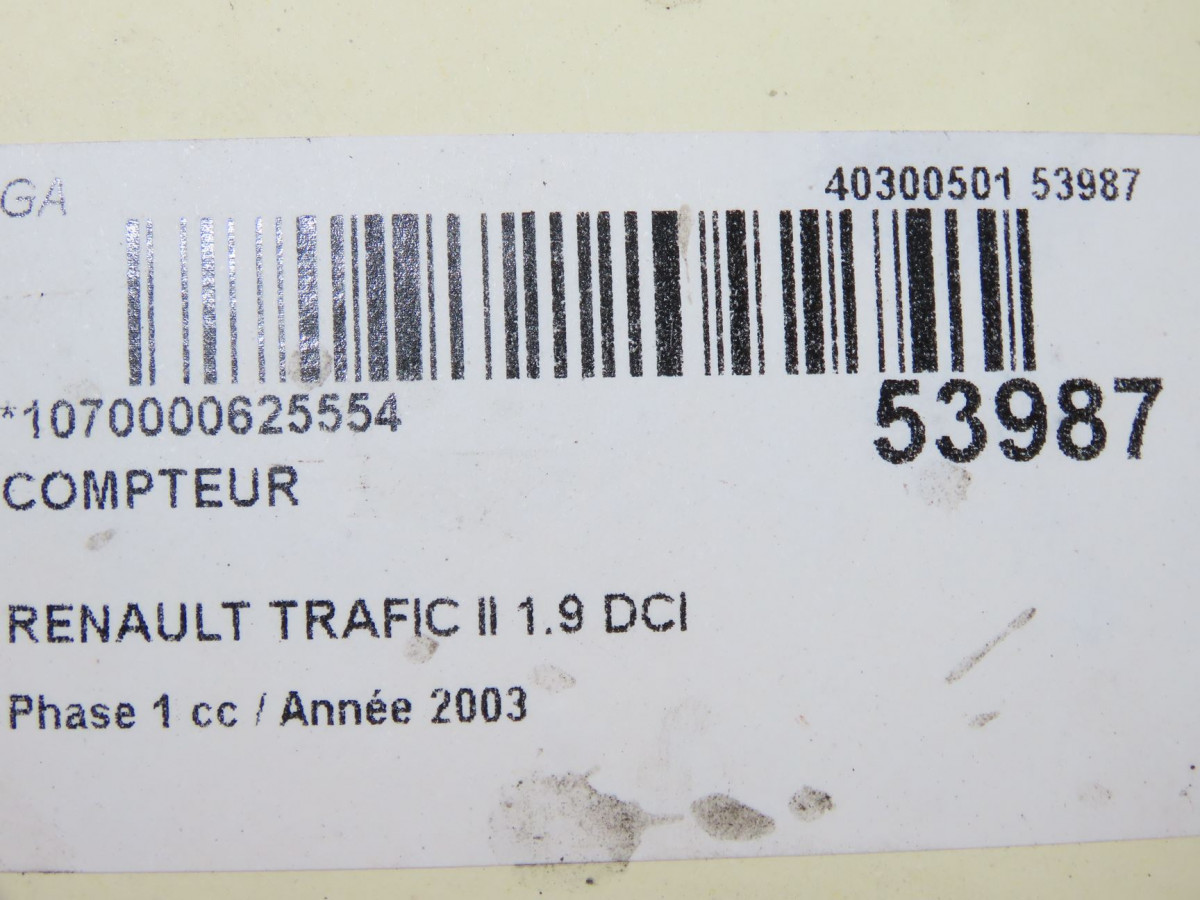 GA
40300501 53987
*1070000625554
53987
COMPTEUR
RENAULT TRAFIC II 1.9 DCI
Phase 1 cc / Année 2003